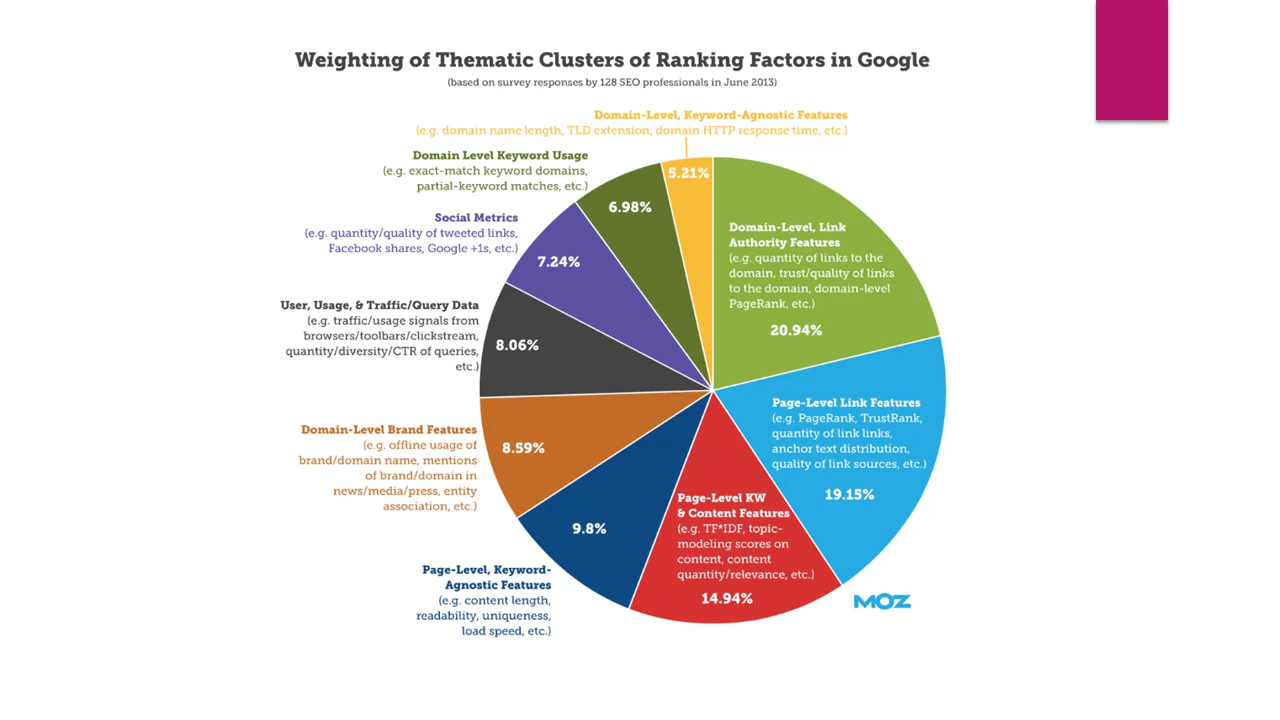 Weighting of Thematic Clusters of Ranking Factors in Google
(based on survey responses by 128 SEO professionals in June 2013)
Domain-Level, Keyword-Agnostic Features
(e.g. domain name length, TLD extension, domain HTTP response time, etc.)
5.21%
Domain Level Keyword Usage
(e.g. exact-match keyword domains,
partial-keyword matches, etc.)
6.98%
Social Metrics
(e.g. quantity/quality of tweeted links,
Facebook shares, Google +1s, etc.)
7.24%
Domain-Level, Link
Authority Features
(e.g. quantity of links to the
domain, trust/quality of links
to the domain, domain-level
PageRank, etc.)
20.94%
User, Usage, & Traffic/Query Data
(e.g. traffic/usage signals from
browsers/toolbars/clickstream,
quantity/diversity/CTR of queries,
etc.)
8.06%
Page-Level Link Features
(e.g. PageRank, TrustRank,
quantity of link links,
anchor text distribution,
quality of link sources, etc.)
19.15%
Domain-Level Brand Features
(e.g. offline usage of
brand/domain name, mentions
of brand/domain in
news/media/press, entity
association, etc.)
8.59%
Page-Level KW
& Content Features
(e.g. TF*IDF, topic-
modeling scores on
content, content
quantity/relevance, etc.)
14.94%
9.8%
Page-Level, Keyword-
Agnostic Features
(e.g. content length,
readability, uniqueness,
load speed, etc.)
MOZ